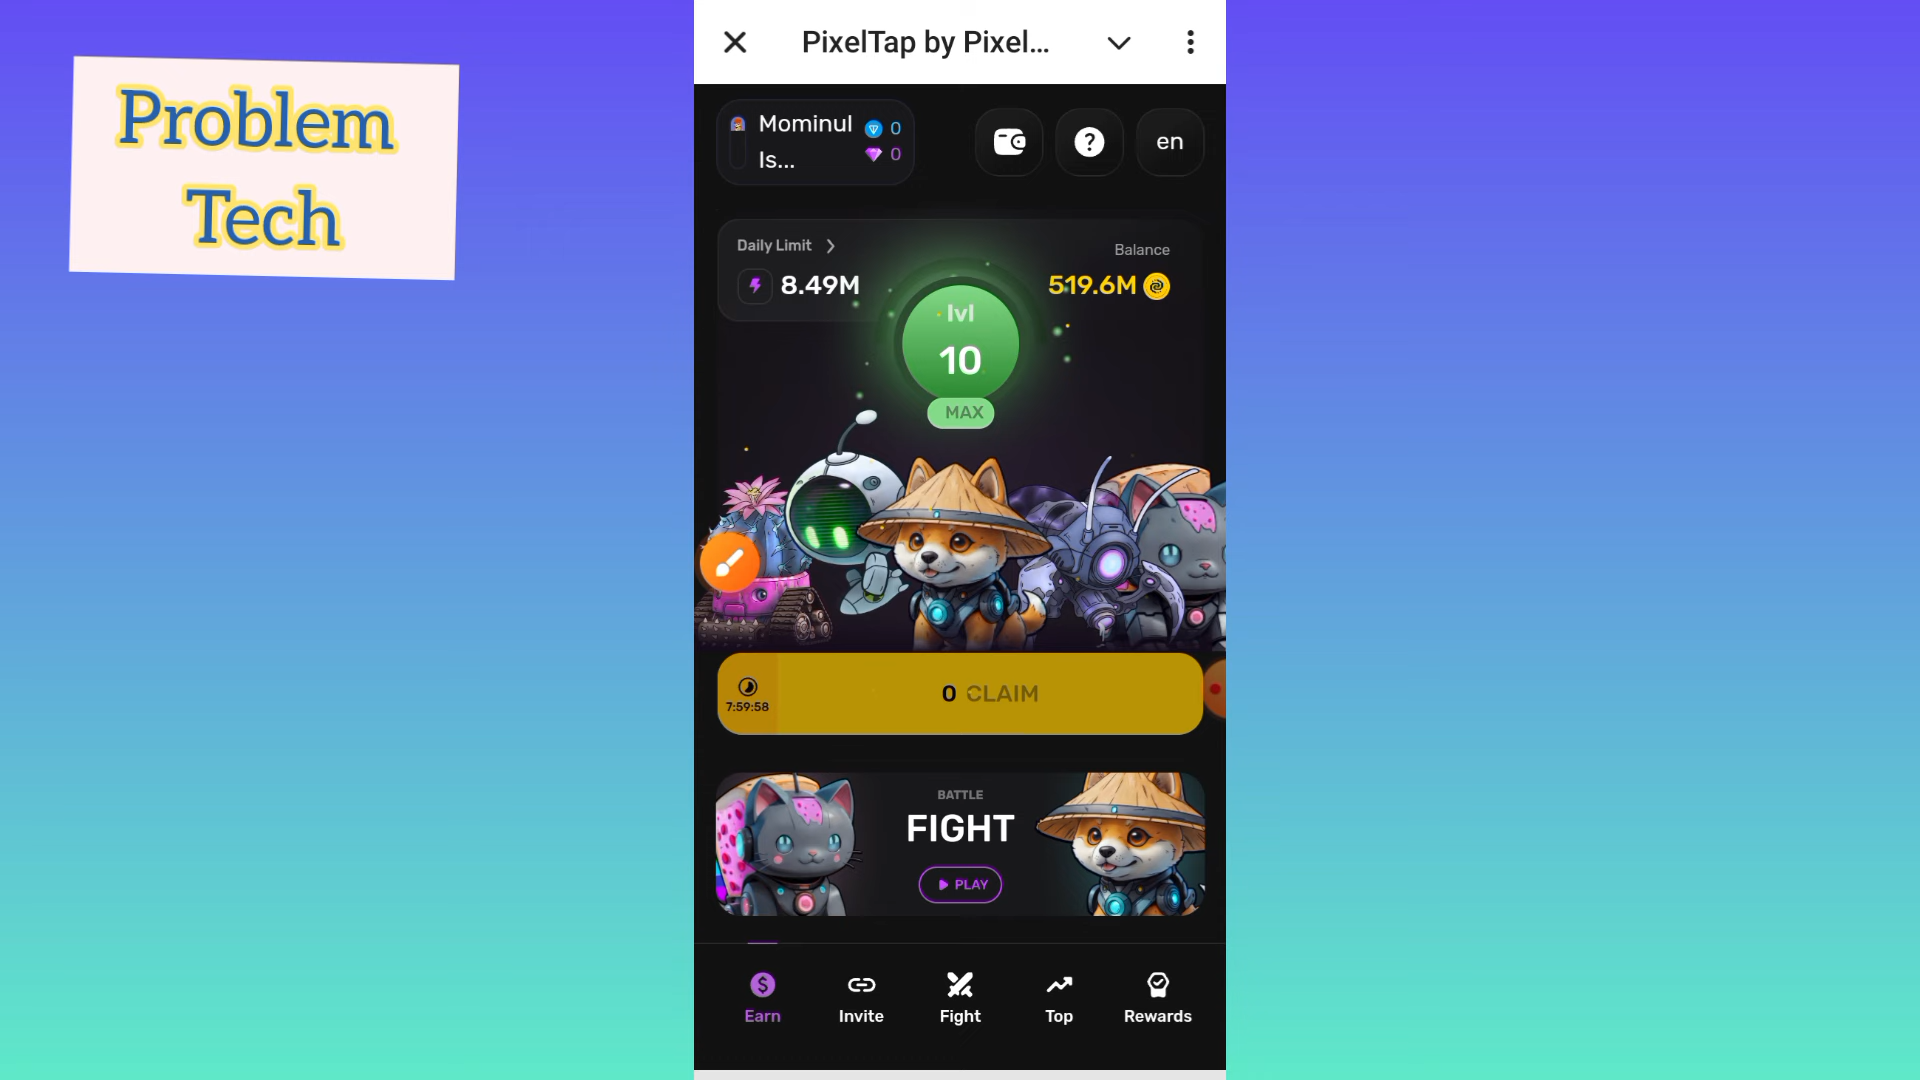 Problem
Tech
PixelTap by Pixel...
Mominul
Is...
0
0
en
Daily Limit
8.49M
Balance
519.6M
lvl
10
MAX
7:59:58
0 CLAIM
BATTLE
FIGHT
PLAY
Earn
Invite
Fight
Top
Rewards